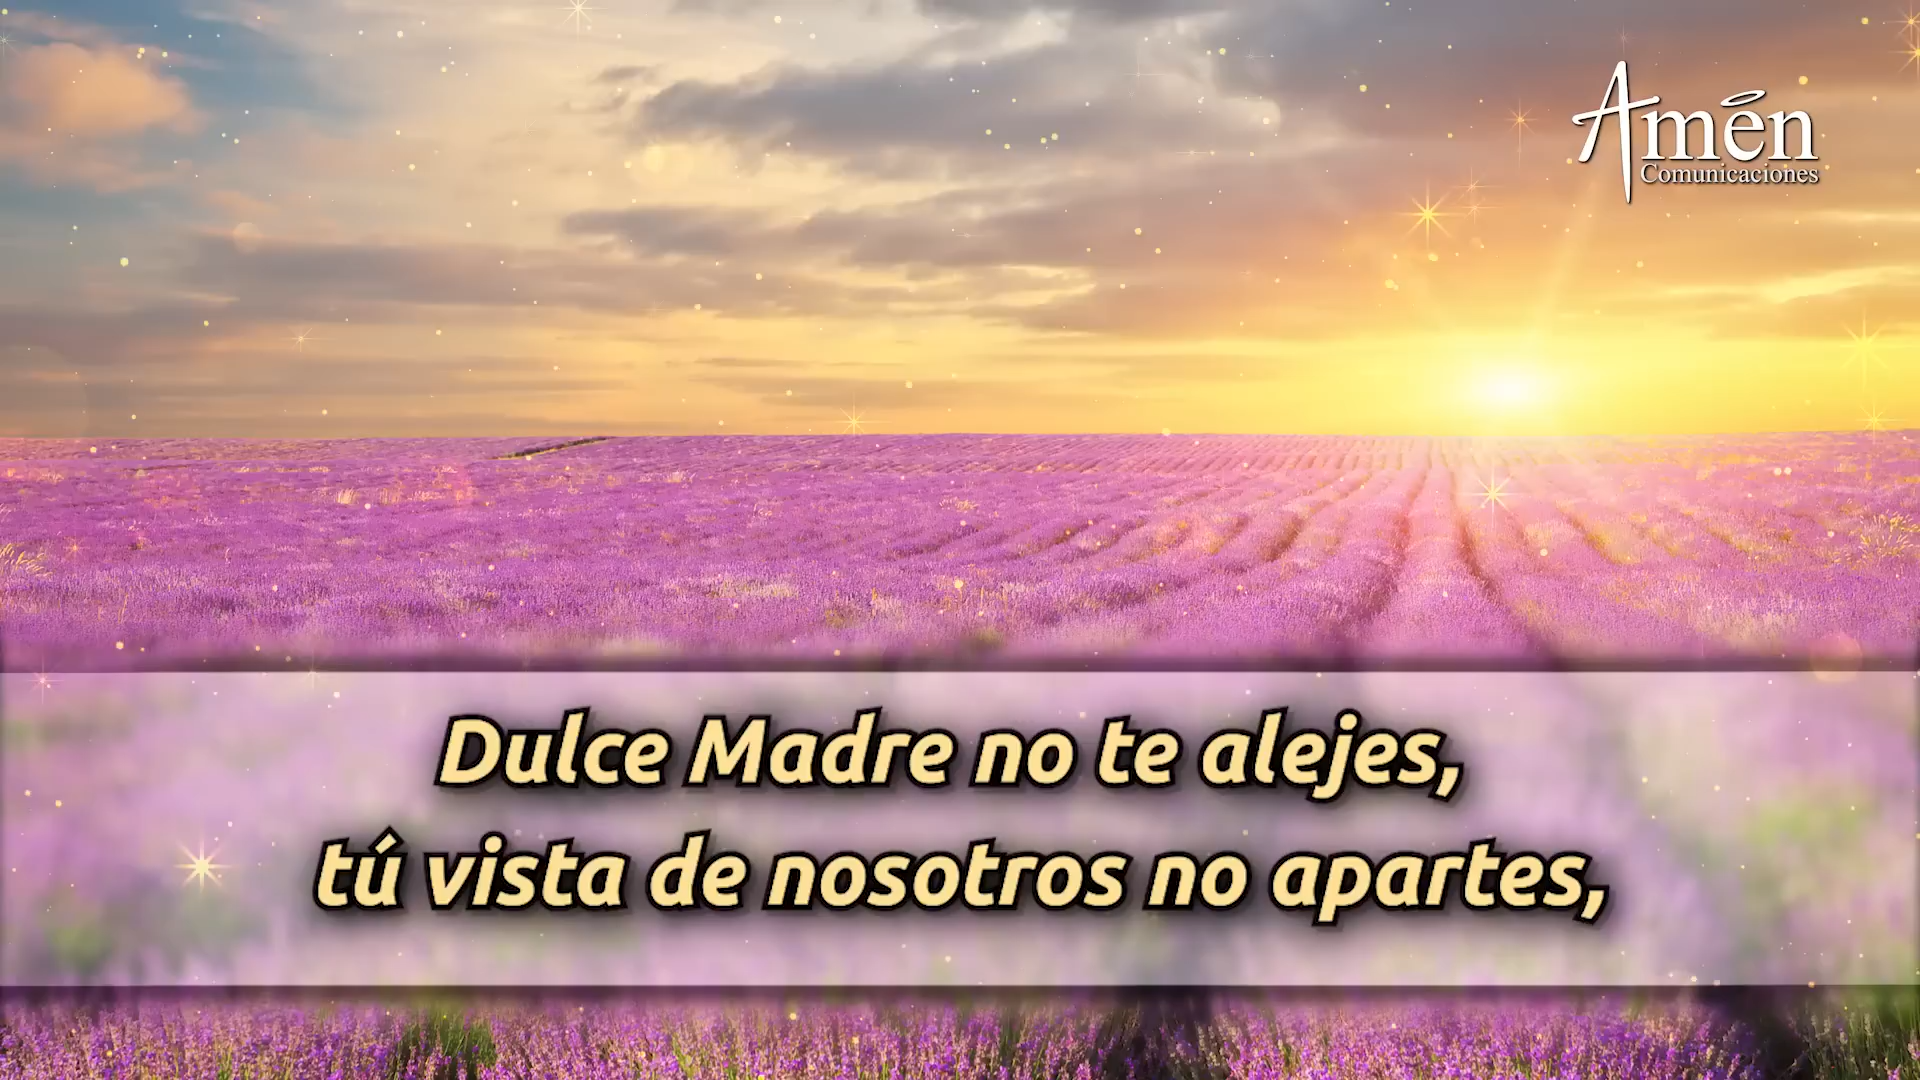 Amén
Comunicaciones
Dulce Madre no te alejes,
tú vista de nosotros no apartes,